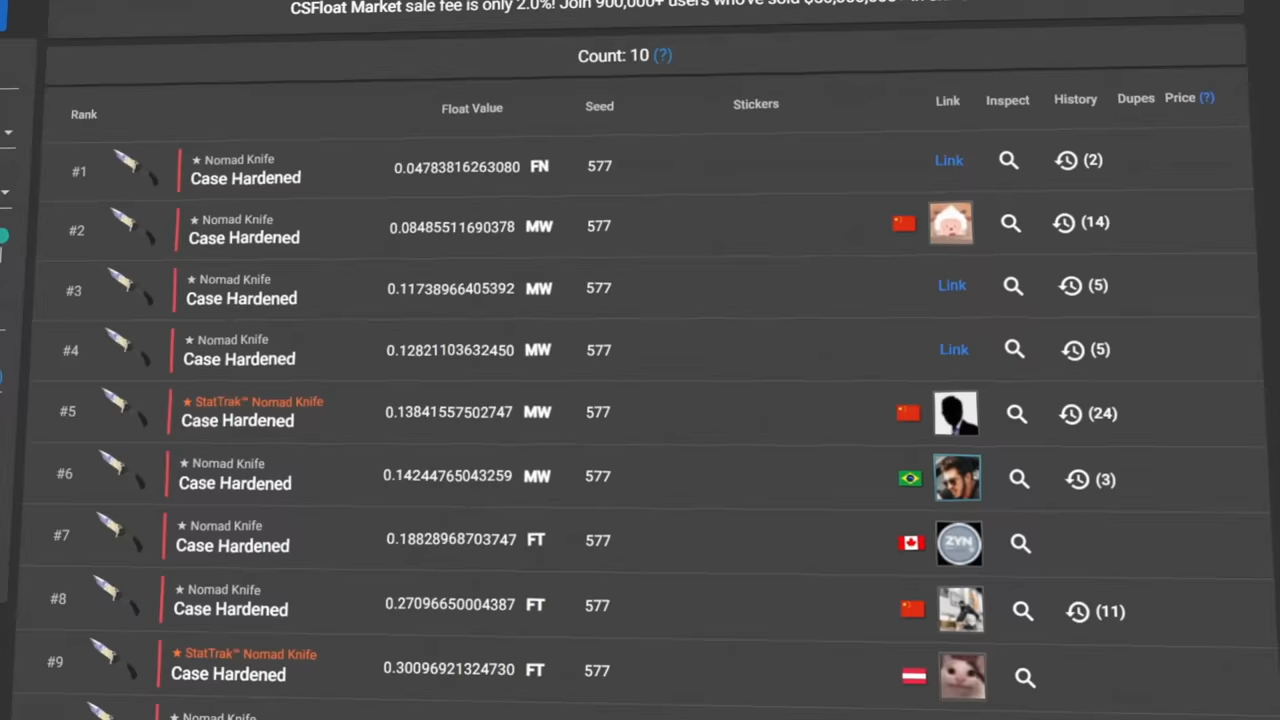 CSFloat Market sale fee is only 2.0%! Join 900,000+ users who've sold
Count: 10 (?)
Rank Float Value Seed Stickers Link Inspect History Dupes Price (?)
★ Nomad Knife
#1 Case Hardened 0.04783816263080 FN 577 Link (2)
★ Nomad Knife
#2 Case Hardened 0.08485511690378 MW 577 (14)
★ Nomad Knife
#3 Case Hardened 0.11738966405392 MW 577 Link (5)
★ Nomad Knife
#4 Case Hardened 0.12821103632450 MW 577 Link (5)
★ StatTrak™ Nomad Knife
#5 Case Hardened 0.13841557502747 MW 577 (24)
★ Nomad Knife
#6 Case Hardened 0.14244765043259 MW 577 (3)
★ Nomad Knife
#7 Case Hardened 0.18828968703747 FT 577 ZYN
★ Nomad Knife
#8 Case Hardened 0.27096650004387 FT 577 (11)
★ StatTrak™ Nomad Knife
#9 Case Hardened 0.30096921324730 FT 577
★ Nomad Knife